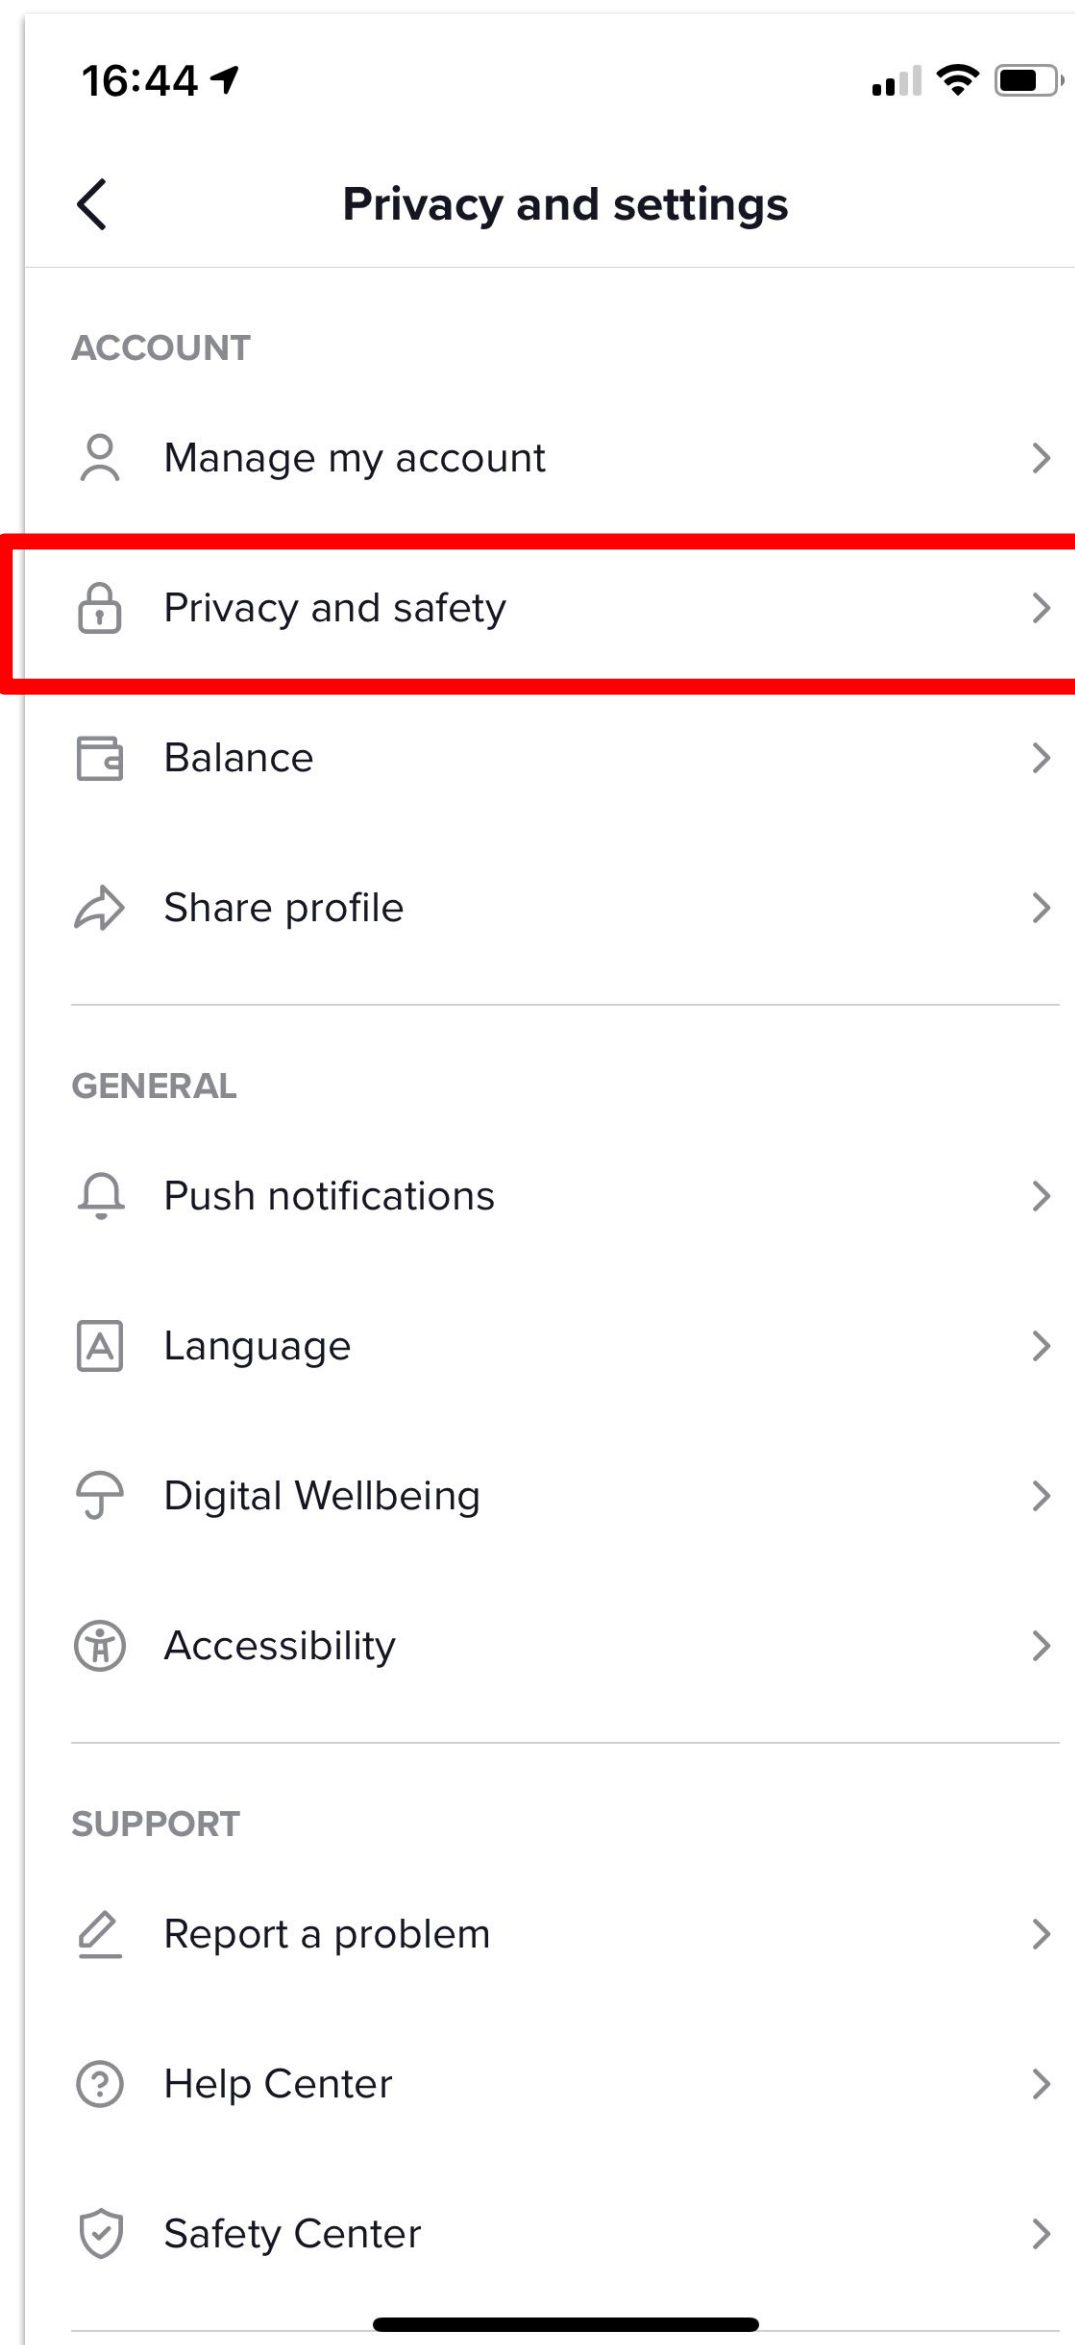 16:44
Privacy and settings
ACCOUNT
Manage my account
Privacy and safety
Balance
Share profile
GENERAL
Push notifications
A Language
Digital Wellbeing
Accessibility
SUPPORT
Report a problem
? Help Center
Safety Center